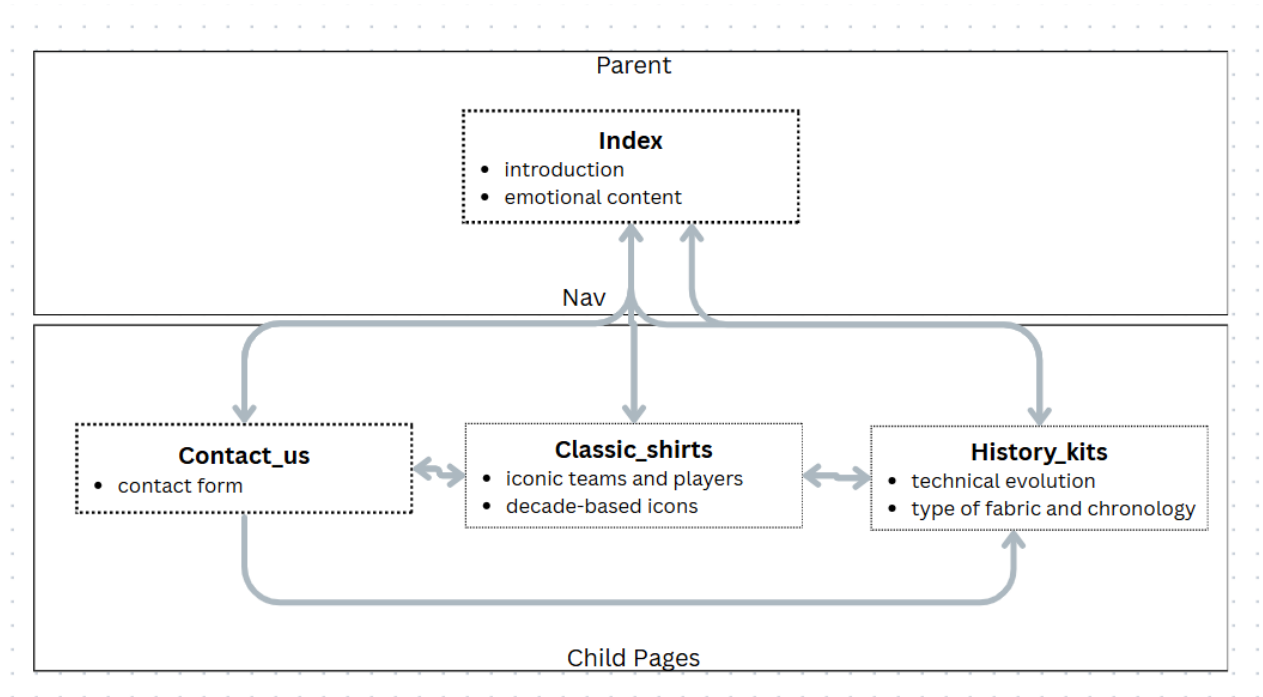 Parent
Index
• introduction
• emotional content
Nav
Contact_us
• contact form
Classic_shirts
• iconic teams and players
• decade-based icons
History_kits
• technical evolution
• type of fabric and chronology
Child Pages